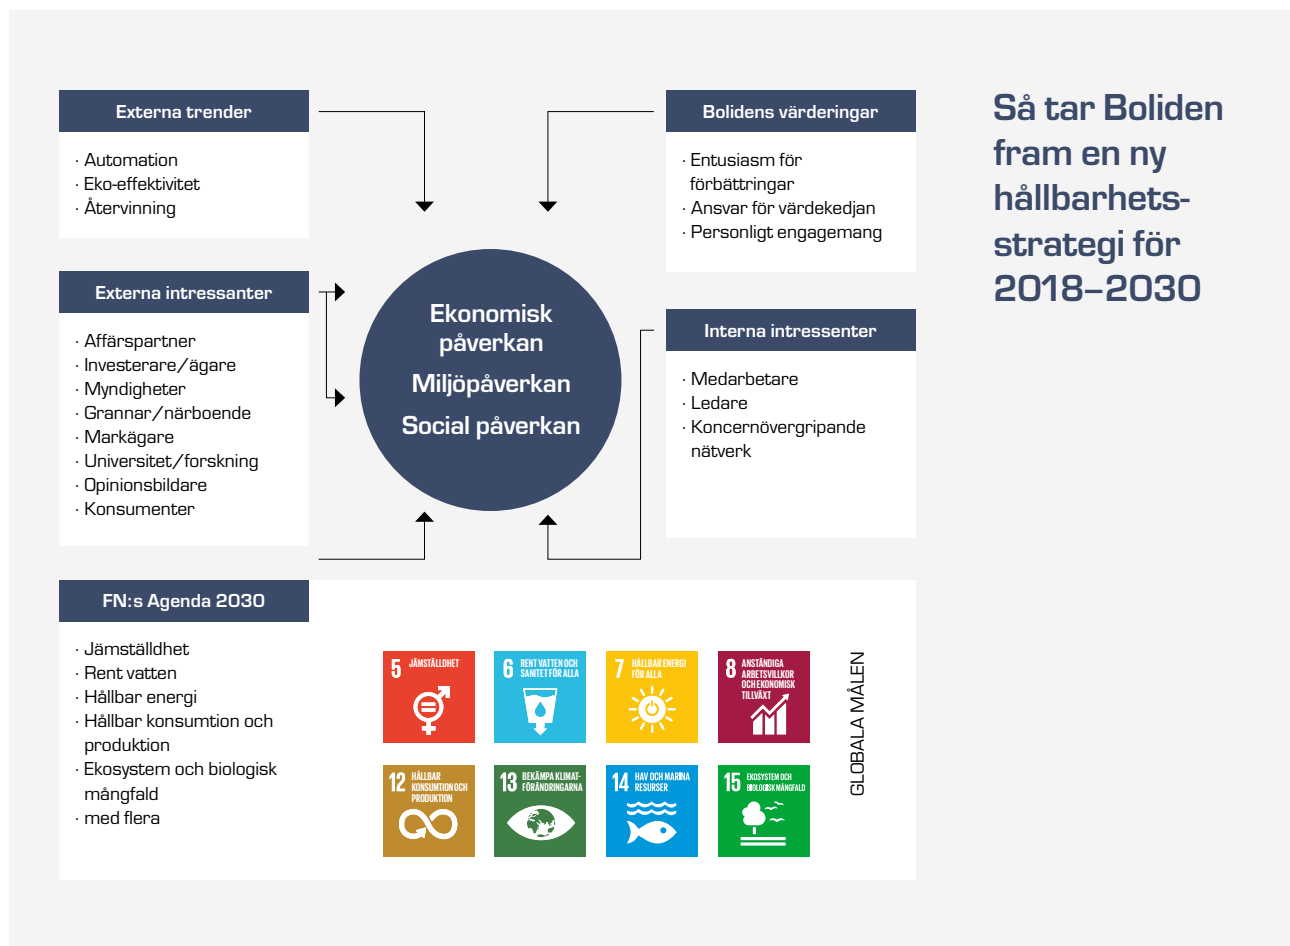 Externa trender
· Automation
· Eko-effektivitet
· Återvinning
Externa intressanter
· Affärspartner
· Investerare/ägare
· Myndigheter
· Grannar/närboende
· Markägare
· Universitet/forskning
· Opinionsbildare
· Konsumenter
Ekonomisk
påverkan
Miljöpåverkan
Social påverkan
Bolidens värderingar
· Entusiasm för
förbättringar
· Ansvar för värdekedjan
· Personligt engagemang
Interna intressenter
· Medarbetare
· Ledare
· Koncernövergripande
nätverk
Så tar Boliden
fram en ny
hållbarhets-
strategi för
2018–2030
FN:s Agenda 2030
· Jämställdhet
· Rent vatten
· Hållbar energi
· Hållbar konsumtion och
produktion
· Ekosystem och biologisk
mångfald
· med flera
5 JÄMSTÄLLDHET
6 RENT VATTEN OCH
SANITET FÖR ALLA
7 HÅLLBAR ENERGI
FÖR ALLA
8 ANSTÄNDIGA
ARBETSVILLKOR
OCH EKONOMISK
TILLVÄXT
12 HÅLLBAR
KONSUMTION OCH
PRODUKTION
13 BEKÄMPA KLIMAT-
FÖRÄNDRINGARNA
14 HAV OCH MARINA
RESURSER
15 EKOSYSTEM OCH
BIOLOGISK MÅNGFALD
GLOBALA MÅLEN